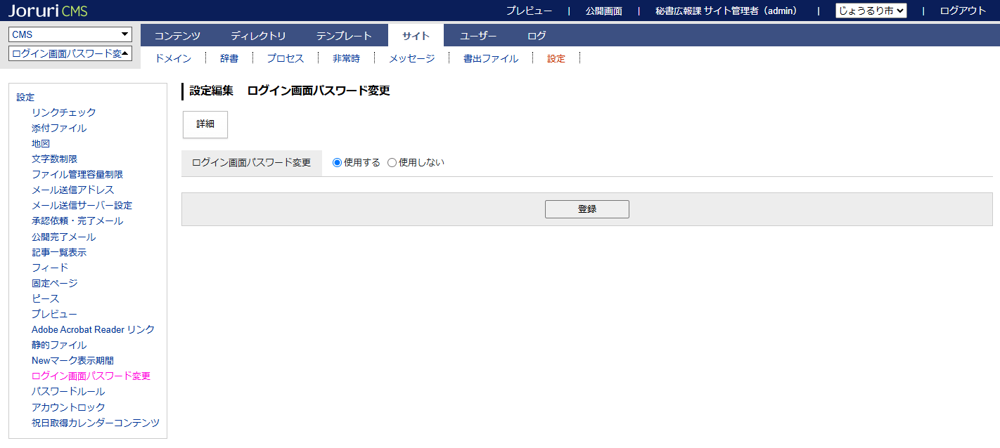 Joruri CMS
プレビュー | 公開画面 | 秘書広報課 サイト管理者（admin） | じょうるり市 | ログアウト
CMS
ログイン画面パスワード変
コンテンツ ディレクトリ テンプレート サイト ユーザー ログ
ドメイン 辞書 プロセス 非常時 メッセージ 書出ファイル 設定
設定
リンクチェック
添付ファイル
地図
文字数制限
ファイル管理容量制限
メール送信アドレス
メール送信サーバー設定
承認依頼・完了メール
公開完了メール
記事一覧表示
フィード
固定ページ
ピース
プレビュー
Adobe Acrobat Reader リンク
静的ファイル
Newマーク表示期間
ログイン画面パスワード変更
パスワードルール
アカウントロック
祝日取得カレンダーコンテンツ
設定編集 ログイン画面パスワード変更
詳細
ログイン画面パスワード変更 使用する 使用しない
登録